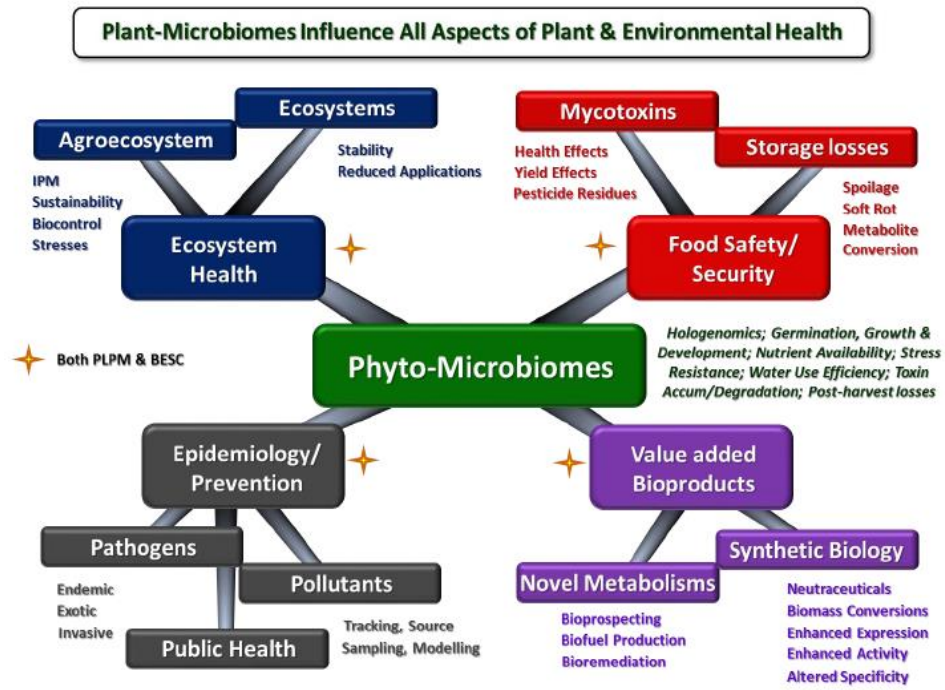 Plant-Microbiomes Influence All Aspects of Plant & Environmental Health
Ecosystems
Agroecosystem
Stability
Reduced Applications
IPM
Sustainability
Biocontrol
Stresses
Ecosystem
Health
Mycotoxins
Storage losses
Health Effects
Yield Effects
Pesticide Residues
Spoilage
Soft Rot
Metabolite
Conversion
Food Safety/
Security
Both PLPM & BESC
Phyto-Microbiomes
Hologenomics; Germination, Growth &
Development; Nutrient Availability; Stress
Resistance; Water Use Efficiency; Toxin
Accum/Degradation; Post-harvest losses
Epidemiology/
Prevention
Pathogens
Pollutants
Public Health
Endemic
Exotic
Invasive
Tracking, Source
Sampling, Modelling
Value added
Bioproducts
Synthetic Biology
Novel Metabolisms
Bioprospecting
Biofuel Production
Bioremediation
Neutraceuticals
Biomass Conversions
Enhanced Expression
Enhanced Activity
Altered Specificity